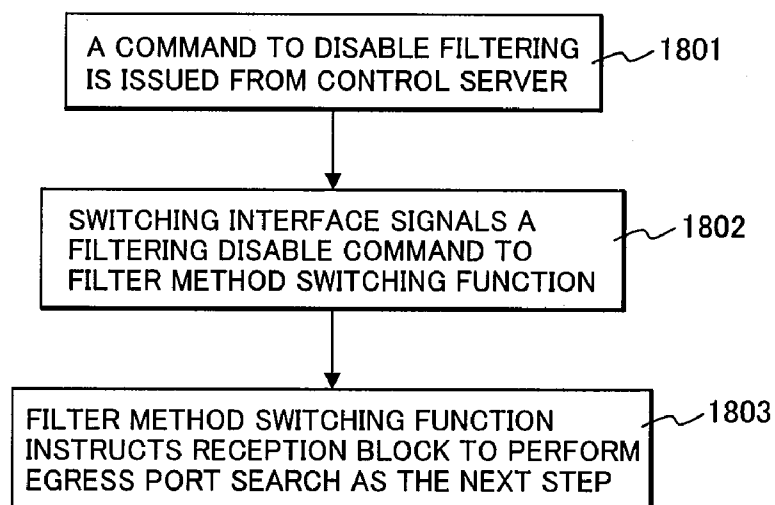 A COMMAND TO DISABLE FILTERING
IS ISSUED FROM CONTROL SERVER
1801
SWITCHING INTERFACE SIGNALS A
FILTERING DISABLE COMMAND TO
FILTER METHOD SWITCHING FUNCTION
1802
FILTER METHOD SWITCHING FUNCTION
INSTRUCTS RECEPTION BLOCK TO PERFORM
EGRESS PORT SEARCH AS THE NEXT STEP
1803